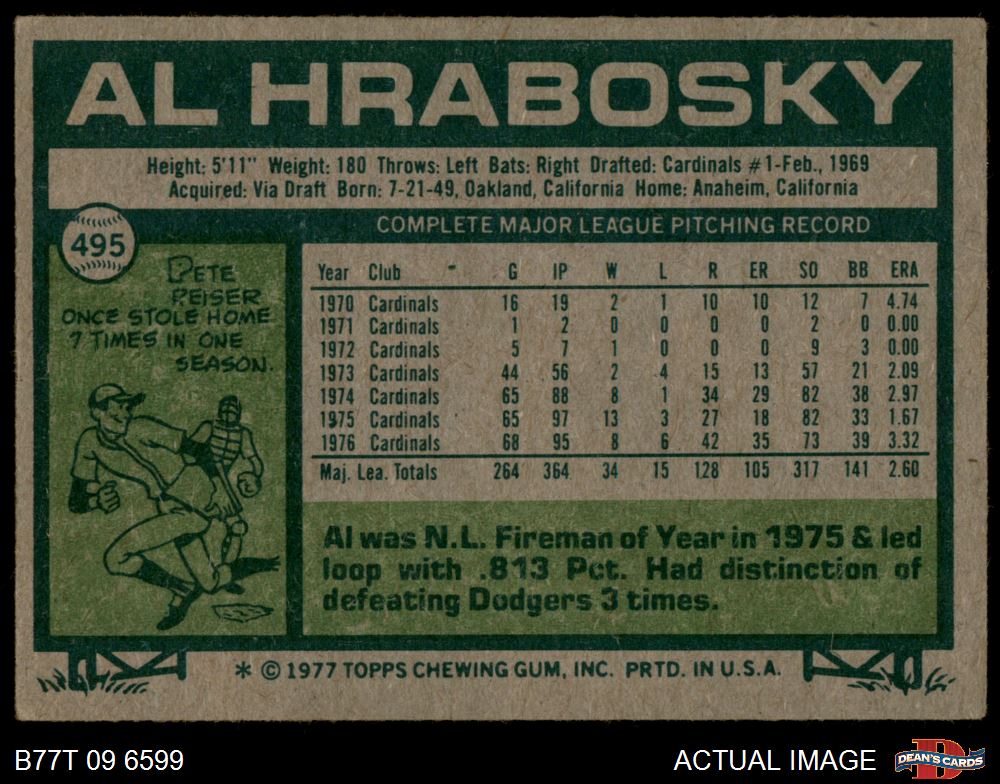 AL HRABOSKY
Height: 5'11" Weight: 180 Throws: Left Bats: Right Drafted: Cardinals #1-Feb., 1969
Acquired: Via Draft Born: 7-21-49, Oakland, California Home: Anaheim, California
495
PETE
REISER
ONCE STOLE HOME
7 TIMES IN ONE
SEASON.
COMPLETE MAJOR LEAGUE PITCHING RECORD
Year Club G IP W L R ER SO BB ERA
1970 Cardinals 16 19 2 1 10 10 12 7 4.74
1971 Cardinals 1 2 0 0 0 0 2 0 0.00
1972 Cardinals 5 7 1 0 0 0 9 3 0.00
1973 Cardinals 44 56 2 4 15 13 57 21 2.09
1974 Cardinals 65 88 8 1 34 29 82 38 2.97
1975 Cardinals 65 97 13 3 27 18 82 33 1.67
1976 Cardinals 68 95 8 6 42 35 73 39 3.32
Maj. Lea. Totals 264 364 34 15 128 105 317 141 2.60
Al was N.L. Fireman of Year in 1975 & led
loop with .813 Pct. Had distinction of
defeating Dodgers 3 times.
* © 1977 TOPPS CHEWING GUM, INC. PRTD. IN U.S.A.
B77T 09 6599
ACTUAL IMAGE
DEAN'S CARDS